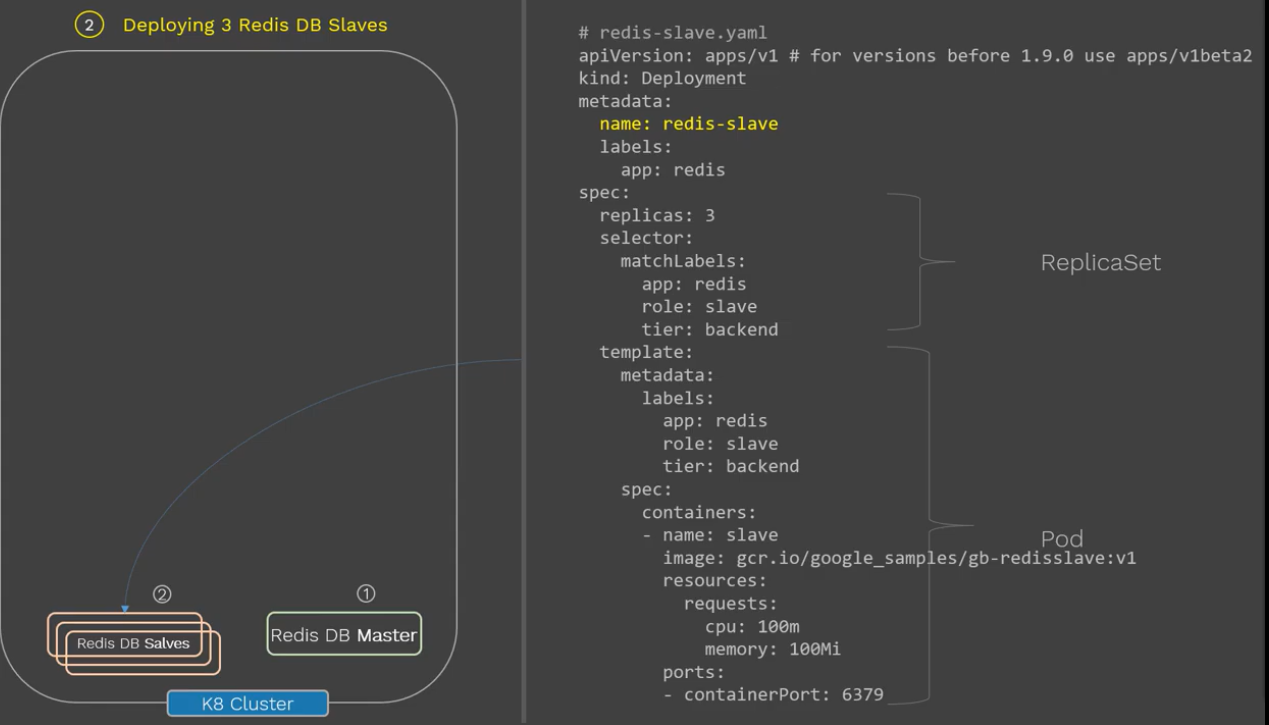 ② Deploying 3 Redis DB Slaves
# redis-slave.yaml
apiVersion: apps/v1 # for versions before 1.9.0 use apps/v1beta2
kind: Deployment
metadata:
  name: redis-slave
  labels:
    app: redis
spec:
  replicas: 3
  selector:
    matchLabels:
      app: redis
      role: slave
      tier: backend
  template:
    metadata:
      labels:
        app: redis
        role: slave
        tier: backend
    spec:
      containers:
      - name: slave
        image: gcr.io/google_samples/gb-redisslave:v1
        resources:
          requests:
            cpu: 100m
            memory: 100Mi
        ports:
        - containerPort: 6379
ReplicaSet
Pod
②
Redis DB Salves
①
Redis DB Master
K8 Cluster